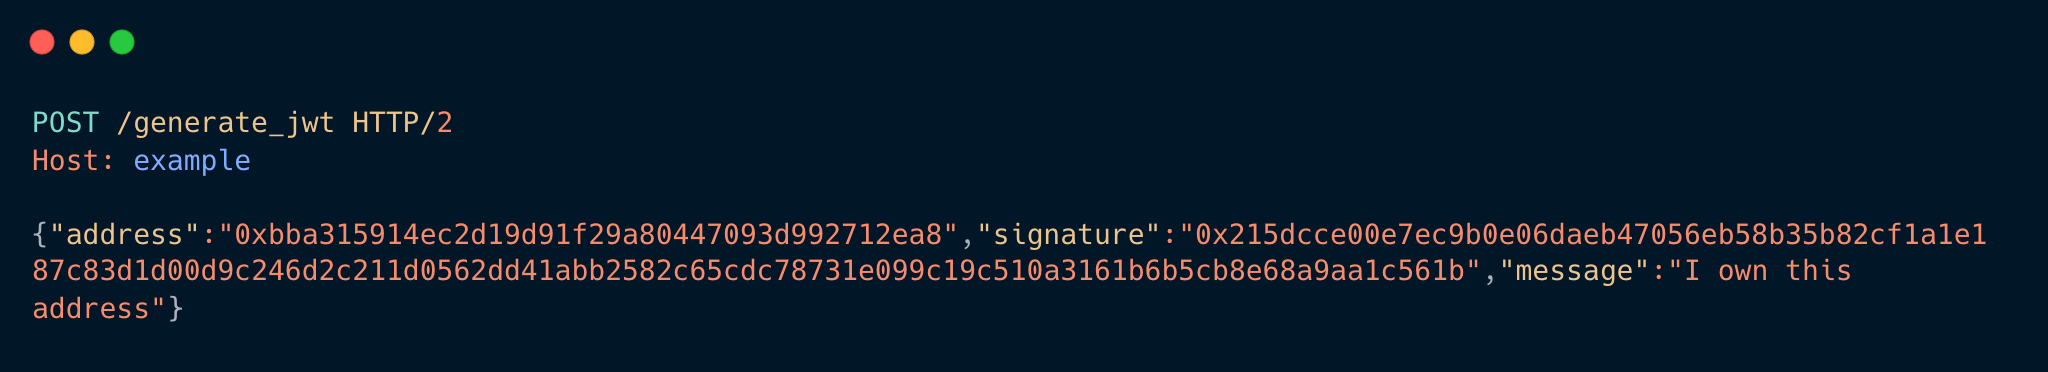 POST /generate_jwt HTTP/2
Host: example
{"address":"0xbba315914ec2d19d91f29a80447093d992712ea8","signature":"0x215dcce00e7ec9b0e06daeb47056eb58b35b82cf1a1e1
87c83d1d00d9c246d2c211d0562dd41abb2582c65cdc78731e099c19c510a3161b6b5cb8e68a9aa1c561b","message":"I own this
address"}